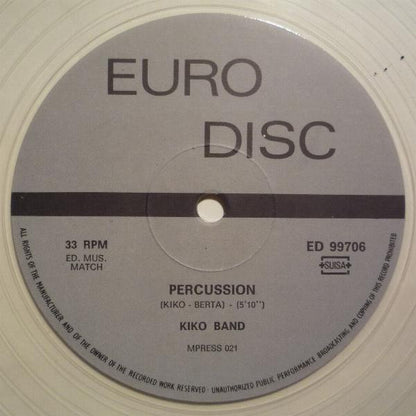 EURO
DISC
33 RPM
ED. MUS.
MATCH
ED 99706
SUISA
PERCUSSION
(KIKO - BERTA) - (5'10'')
KIKO BAND
MPRESS 021
ALL RIGHTS OF THE MANUFACTURER AND OF THE OWNER OF THE RECORDED WORK RESERVED · UNAUTHORIZED PUBLIC PERFORMANCE BROADCASTING AND COPYING OF THIS RECORD PROHIBITED